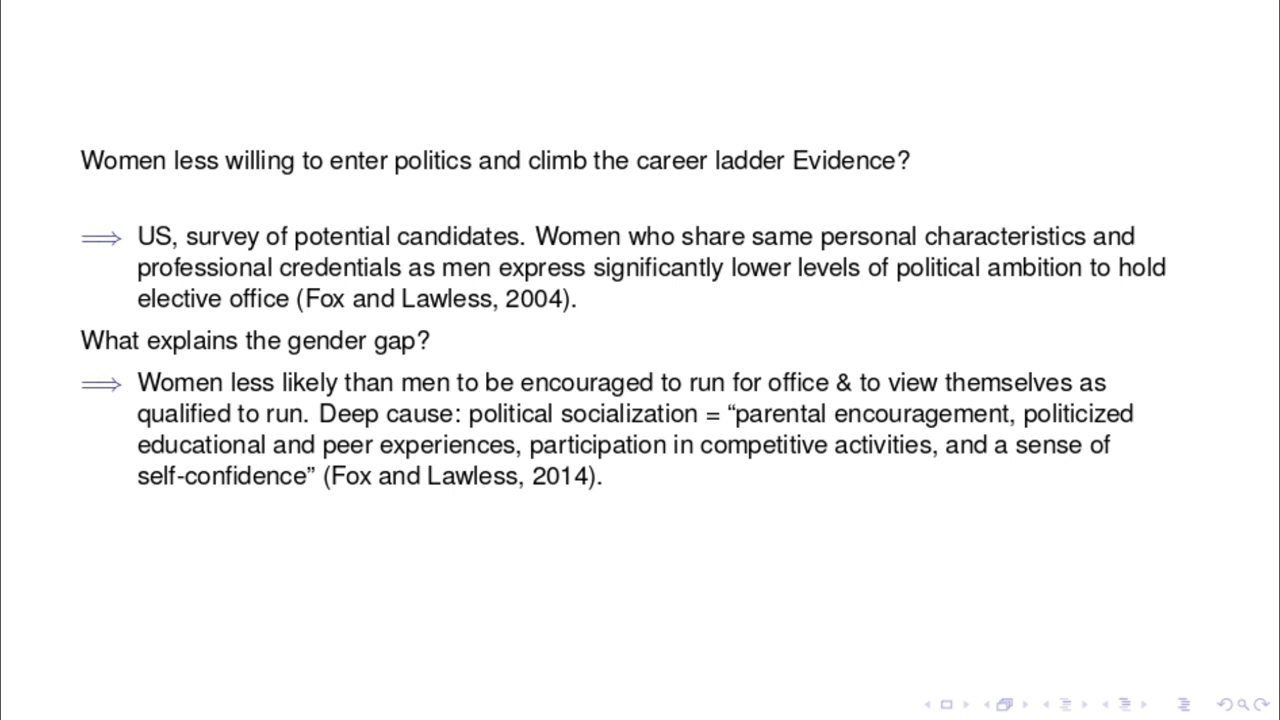 Women less willing to enter politics and climb the career ladder Evidence?
⟹ US, survey of potential candidates. Women who share same personal characteristics and
professional credentials as men express significantly lower levels of political ambition to hold
elective office (Fox and Lawless, 2004).
What explains the gender gap?
⟹ Women less likely than men to be encouraged to run for office & to view themselves as
qualified to run. Deep cause: political socialization = “parental encouragement, politicized
educational and peer experiences, participation in competitive activities, and a sense of
self-confidence” (Fox and Lawless, 2014).